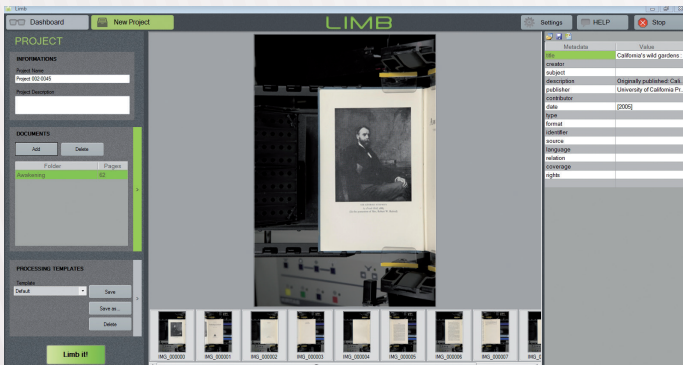 Limb
Dashboard
New Project
LIMB
Settings
HELP
Stop
PROJECT
INFORMATIONS
Project Name
Project 002-0045
Project Description
DOCUMENTS
Add
Delete
Folder
Pages
Awakening
62
PROCESSING TEMPLATES
Template
Default
Save
Save as...
Delete
Limb it!
IMG_000000
IMG_000001
IMG_000002
IMG_000003
IMG_000004
IMG_000005
IMG_000006
IMG_000007
IMG_0
Metadata
Value
title
California's wild gardens :
creator
subject
description
Originally published: Cali...
publisher
University of California Pr...
contributor
date
[2005]
type
format
identifier
source
language
relation
coverage
rights